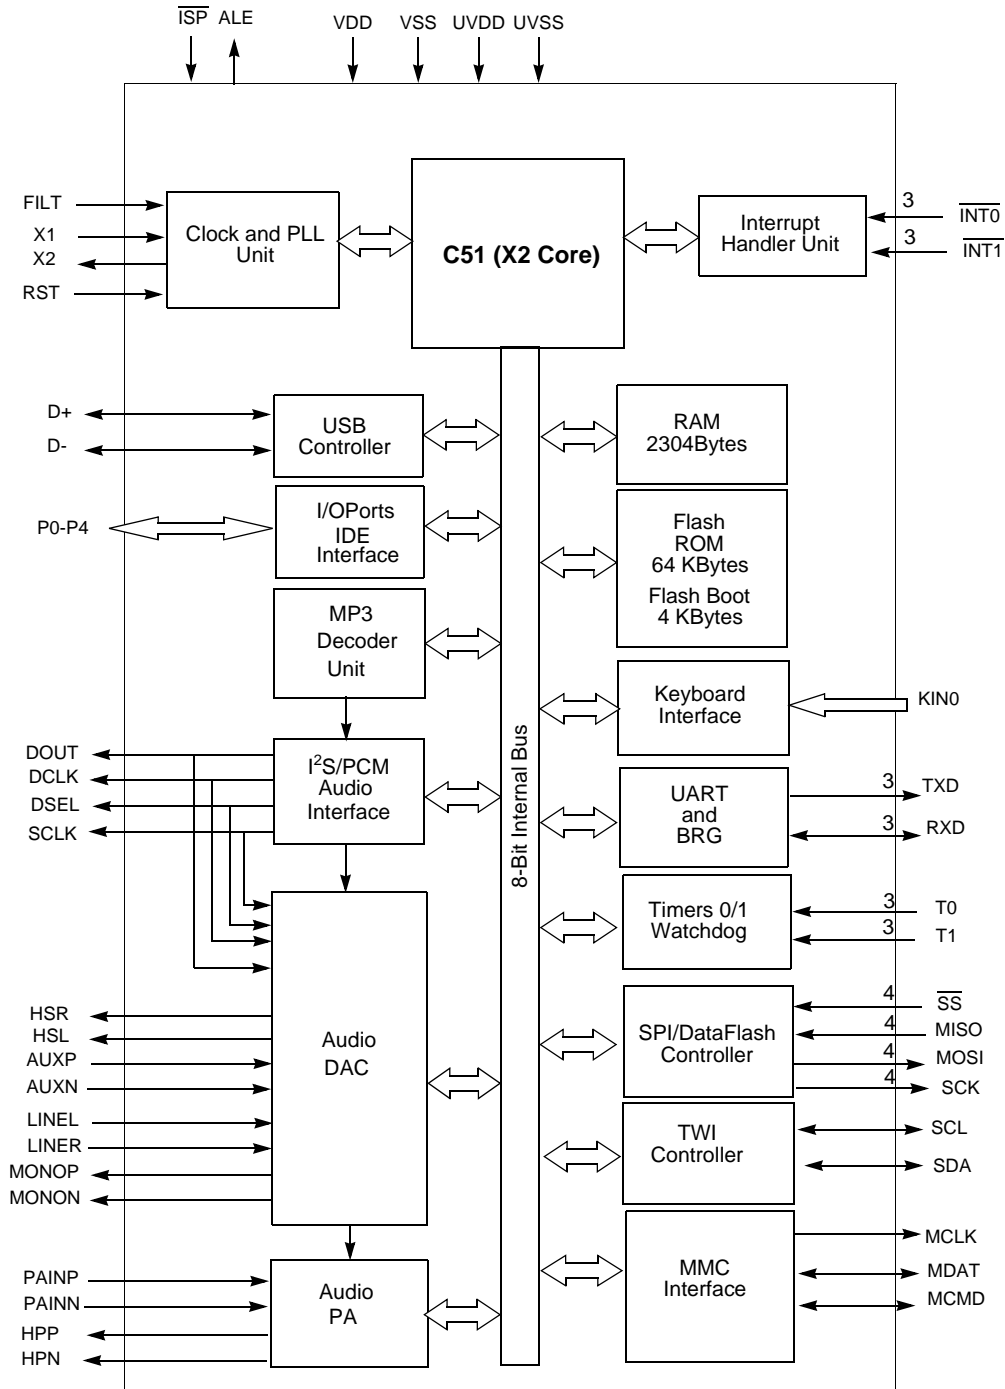 ISP ALE VDD VSS UVDD UVSS
FILT
X1
X2
RST
Clock and PLL
Unit
C51 (X2 Core)
Interrupt
Handler Unit
3
INT0
3
INT1
D+
D-
USB
Controller
RAM
2304Bytes
P0-P4
I/OPorts
IDE
Interface
Flash
ROM
64 KBytes
Flash Boot
4 KBytes
MP3
Decoder
Unit
8-Bit Internal Bus
Keyboard
Interface
KIN0
DOUT
DCLK
DSEL
SCLK
I2S/PCM
Audio
Interface
UART
and
BRG
3
TXD
3
RXD
Timers 0/1
Watchdog
3
T0
3
T1
HSR
HSL
AUXP
AUXN
LINEL
LINER
MONOP
MONON
Audio
DAC
SPI/DataFlash
Controller
4
SS
4
MISO
4
MOSI
4
SCK
TWI
Controller
SCL
SDA
PAINP
PAINN
HPP
HPN
Audio
PA
MMC
Interface
MCLK
MDAT
MCMD